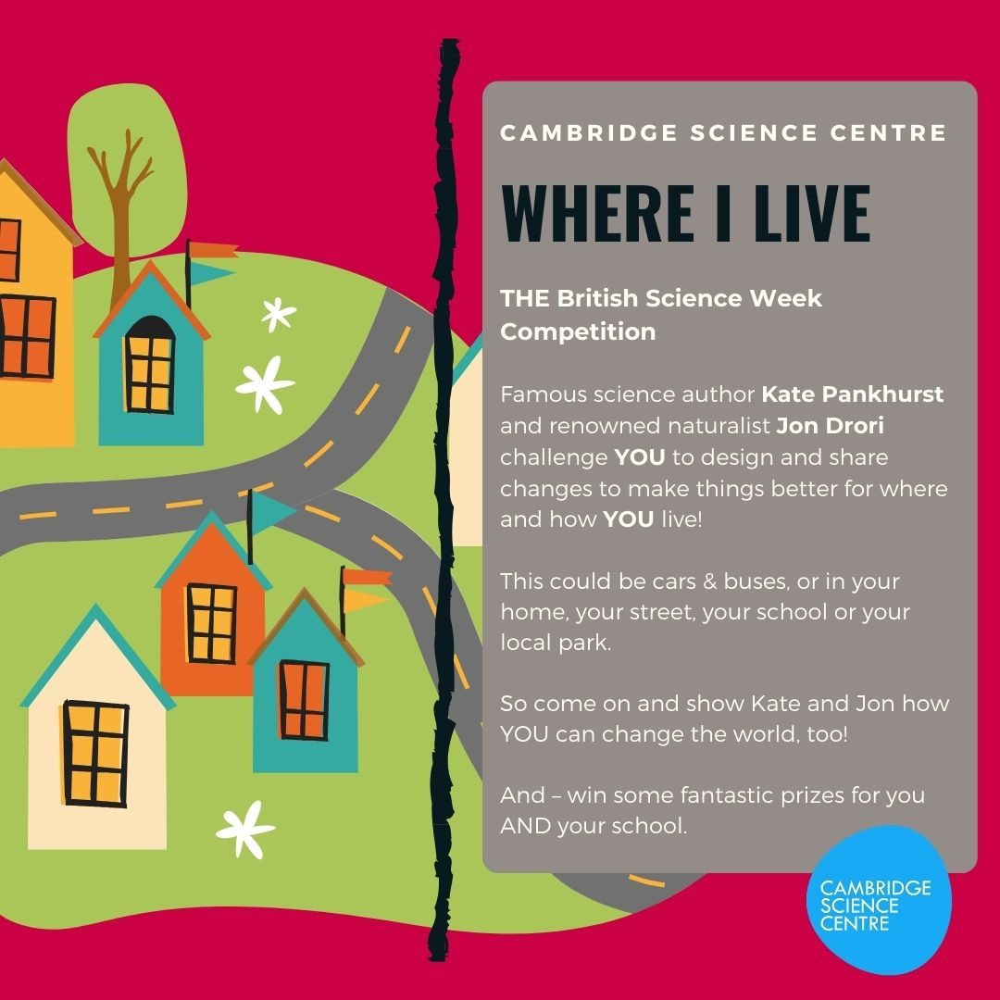 CAMBRIDGE SCIENCE CENTRE
WHERE I LIVE
THE British Science Week
Competition
Famous science author Kate Pankhurst
and renowned naturalist Jon Drori
challenge YOU to design and share
changes to make things better for where
and how YOU live!
This could be cars & buses, or in your
home, your street, your school or your
local park.
So come on and show Kate and Jon how
YOU can change the world, too!
And – win some fantastic prizes for you
AND your school.
CAMBRIDGE
SCIENCE
CENTRE